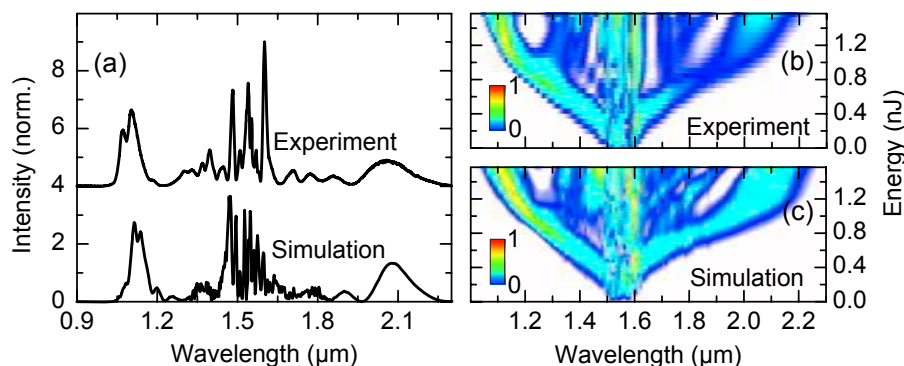 (a)
8
6
4
2
0
Intensity (norm.)
Experiment
Simulation
0.9 1.2 1.5 1.8 2.1
Wavelength (µm)
(b)
1
0
Experiment
1.2
0.8
0.4
0.0
(c)
1
0
Simulation
1.2
0.8
0.4
0.0
Energy (nJ)
1.2 1.4 1.6 1.8 2.0 2.2
Wavelength (µm)